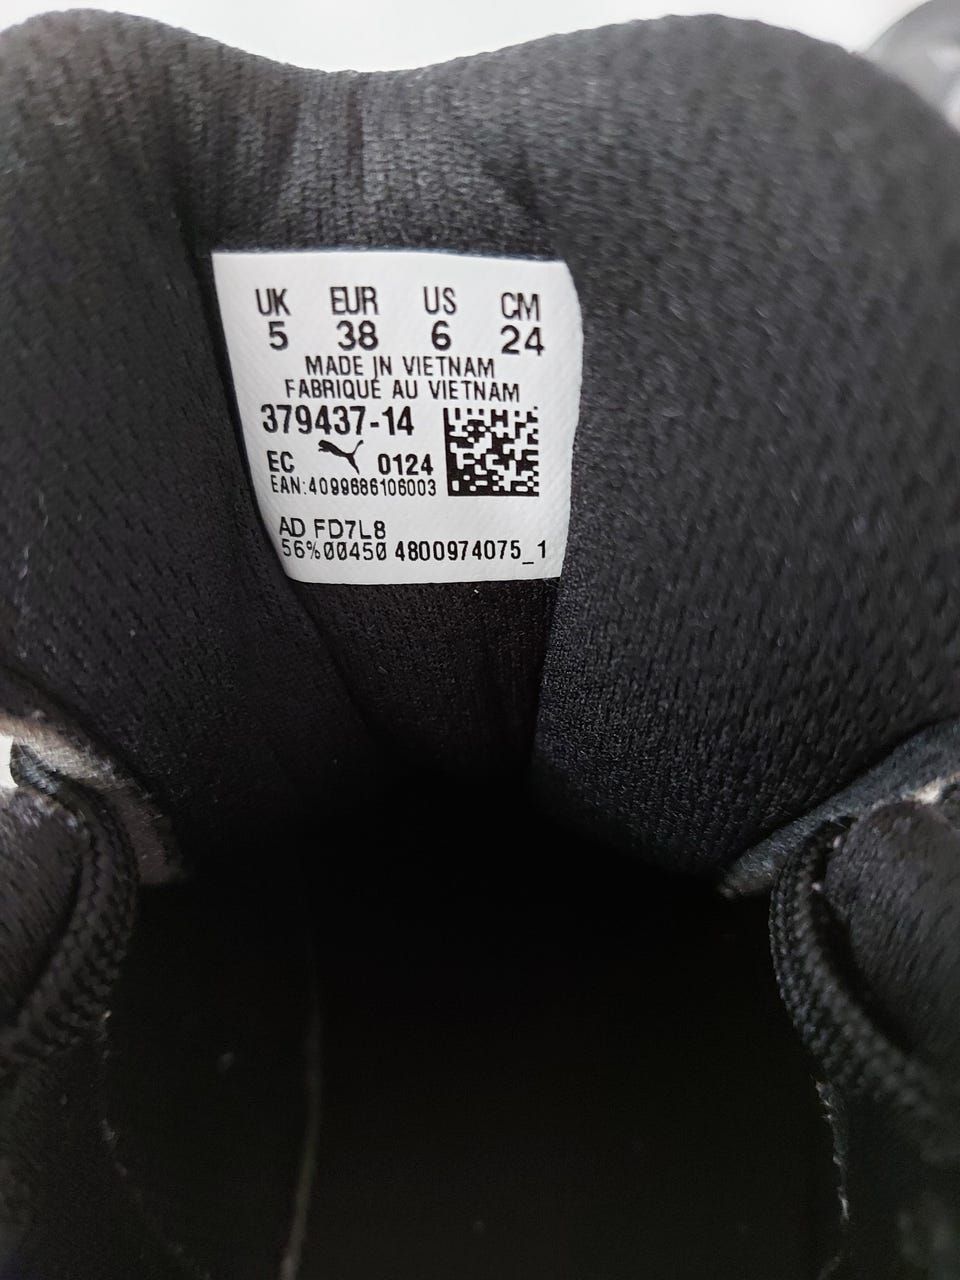 UK EUR US CM
5 38 6 24
MADE IN VIETNAM
FABRIQUÉ AU VIETNAM
379437-14
EC 0124
EAN:4099686106003
AD FD7L8
56%00450 4800974075_1